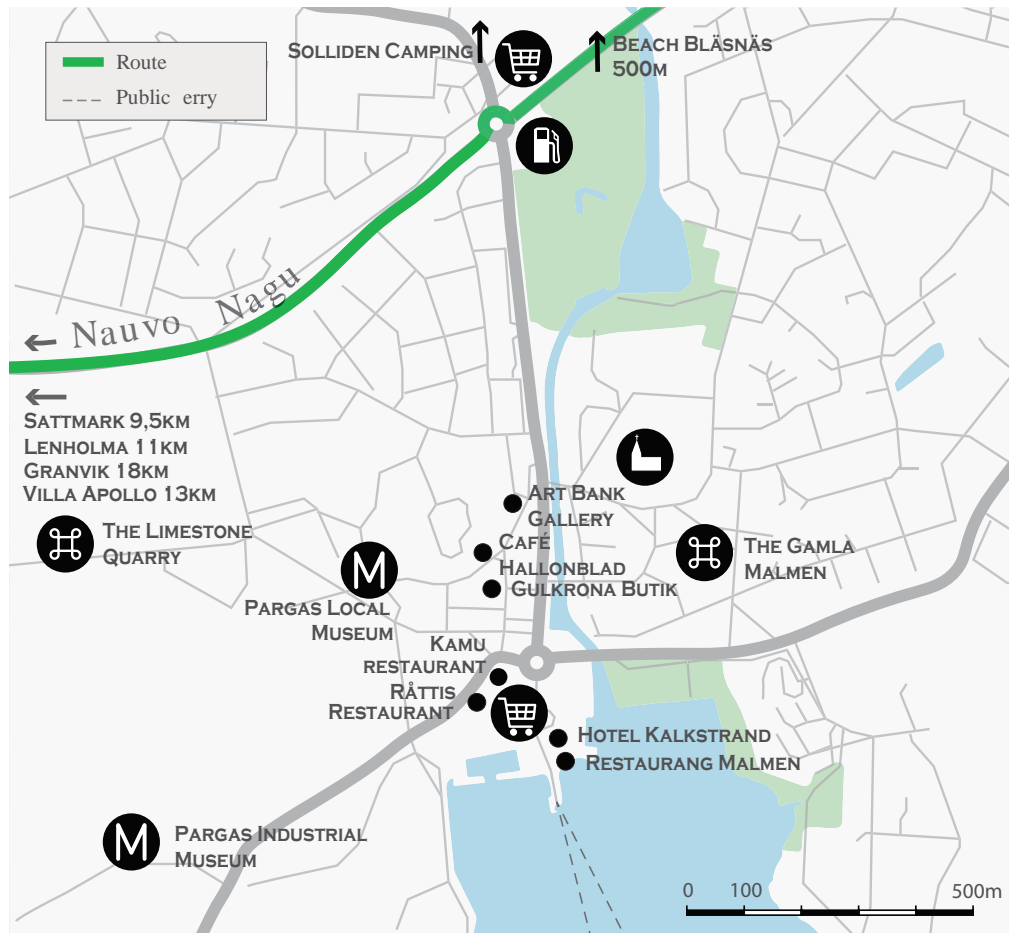 Solliden Camping
Beach Bläsnäs
500m
Route
Public erry
Nauvo Nagu
Sattmark 9,5km
Lenholma 11km
Granvik 18km
Villa Apollo 13km
The Limestone
Quarry
Art Bank
Gallery
Café
Hallonblad
Gulkrona Butik
The Gamla
Malmen
M
Pargas Local
Museum
Kamu
restaurant
Råttis
Restaurant
Hotel Kalkstrand
Restaurang Malmen
M
Pargas Industrial
Museum
0 100 500m